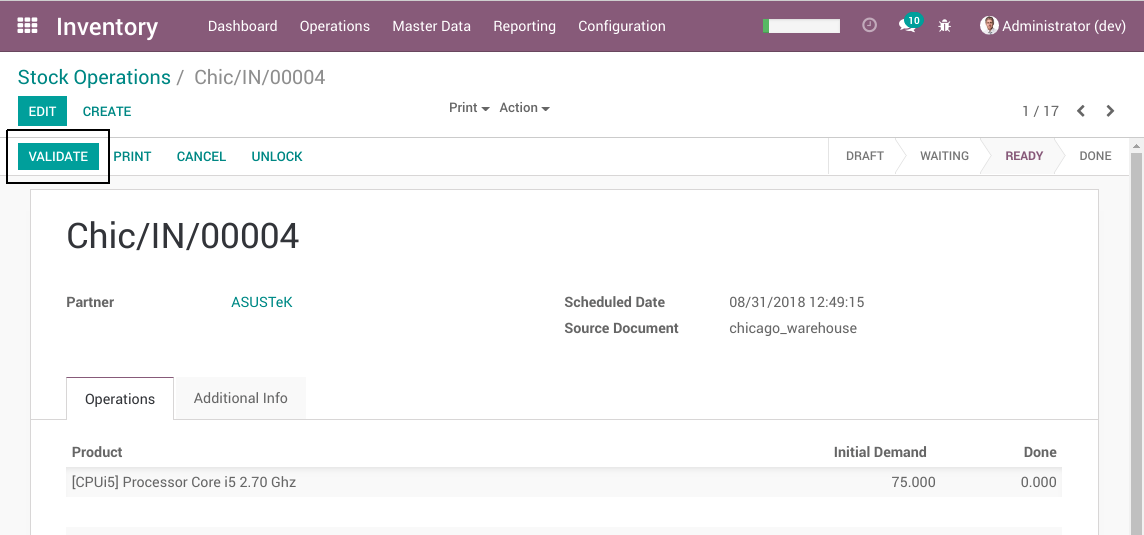 Inventory Dashboard Operations Master Data Reporting Configuration 10 Administrator (dev)
Stock Operations / Chic/IN/00004
EDIT CREATE Print Action 1 / 17
VALIDATE PRINT CANCEL UNLOCK DRAFT WAITING READY DONE
Chic/IN/00004
Partner ASUSTeK Scheduled Date 08/31/2018 12:49:15
Source Document chicago_warehouse
Operations Additional Info
Product Initial Demand Done
[CPUi5] Processor Core i5 2.70 Ghz 75.000 0.000